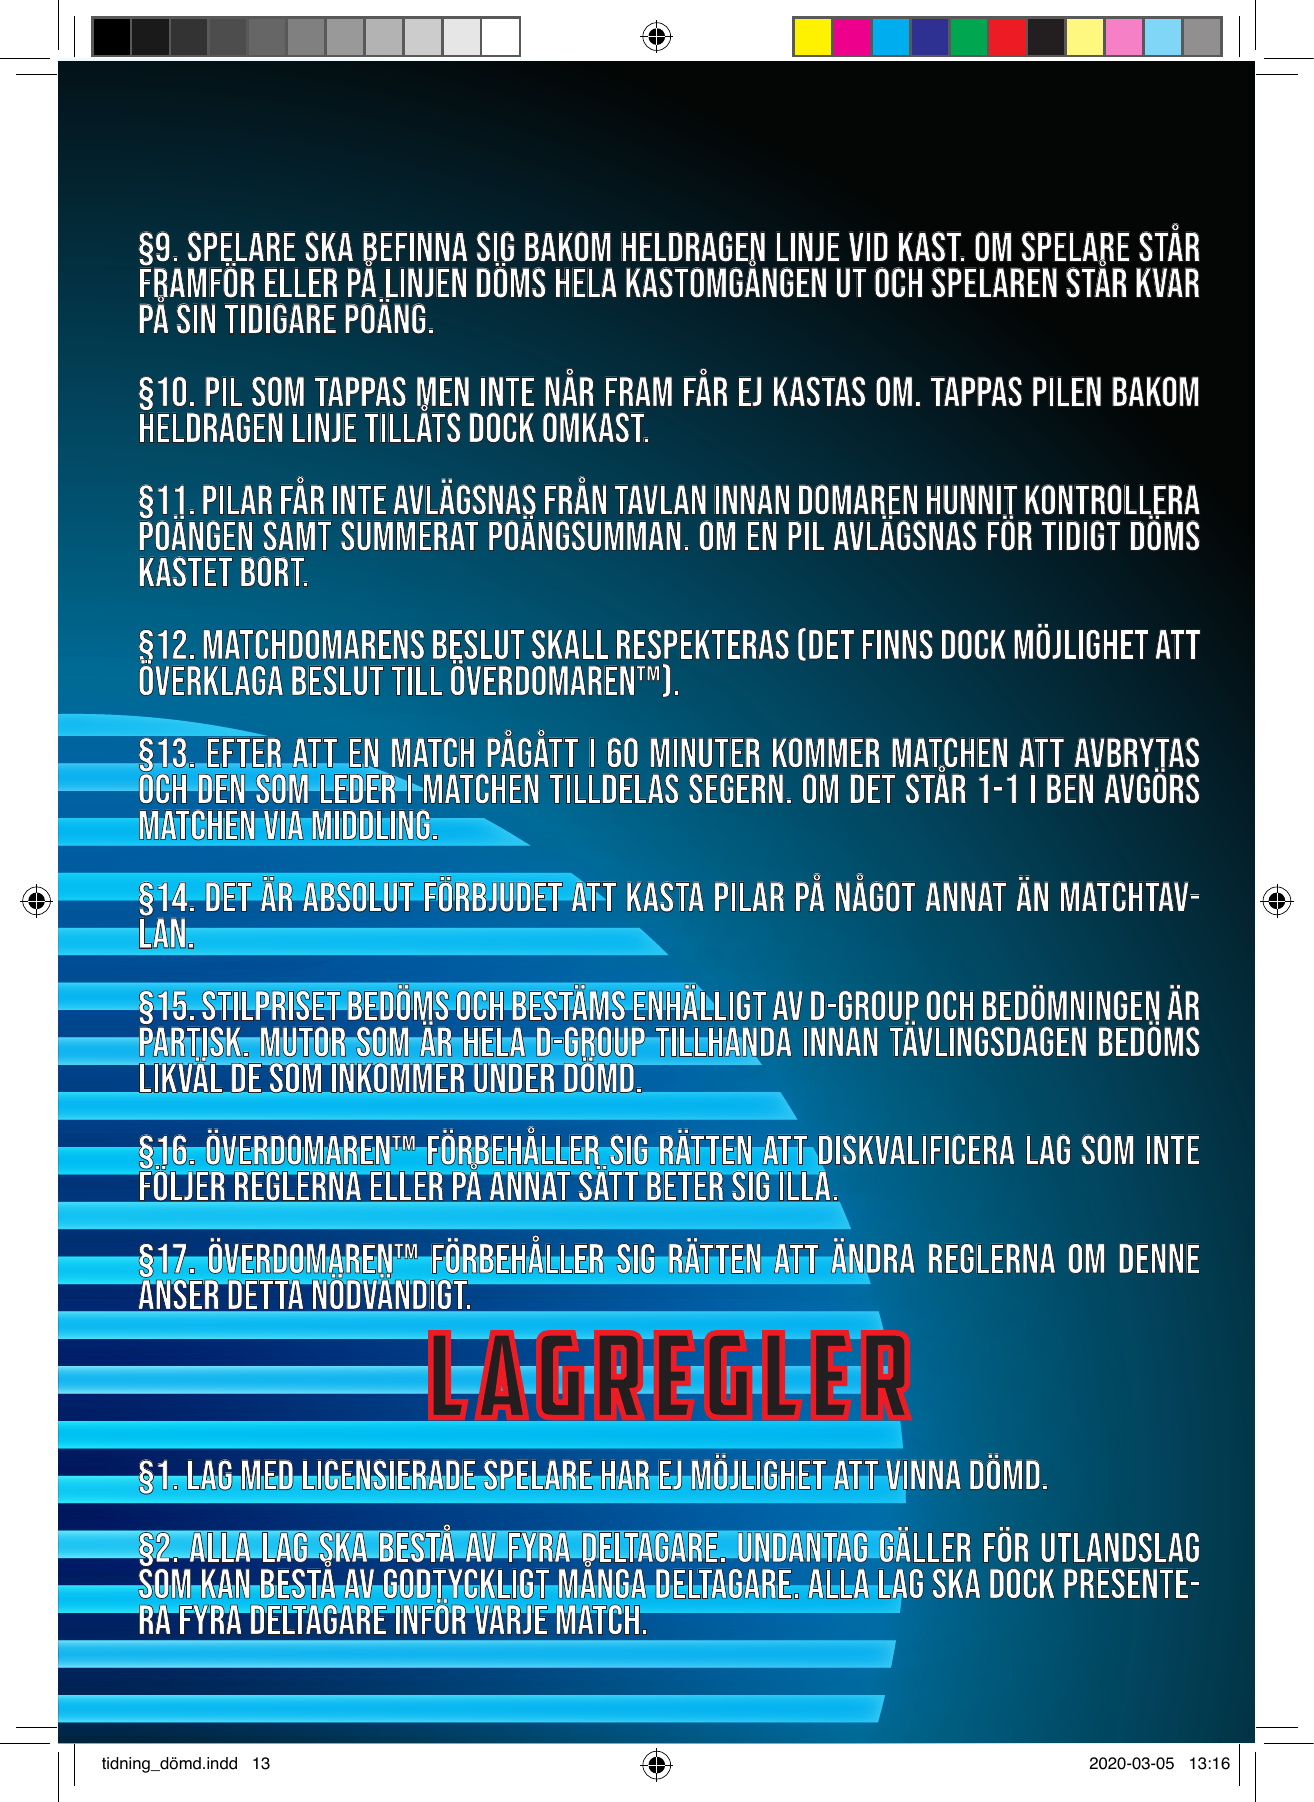 §9. SPELARE SKA BEFINNA SIG BAKOM HELDRAGEN LINJE VID KAST. OM SPELARE STÅR
FRAMFÖR ELLER PÅ LINJEN DÖMS HELA KASTOMGÅNGEN UT OCH SPELAREN STÅR KVAR
PÅ SIN TIDIGARE POÄNG.
§10. PIL SOM TAPPAS MEN INTE NÅR FRAM FÅR EJ KASTAS OM. TAPPAS PILEN BAKOM
HELDRAGEN LINJE TILLÅTS DOCK OMKAST.
§11. PILAR FÅR INTE AVLÄGSNAS FRÅN TAVLAN INNAN DOMAREN HUNNIT KONTROLLERA
POÄNGEN SAMT SUMMERAT POÄNGSUMMAN. OM EN PIL AVLÄGSNAS FÖR TIDIGT DÖMS
KASTET BORT.
§12. MATCHDOMARENS BESLUT SKALL RESPEKTERAS (DET FINNS DOCK MÖJLIGHET ATT
ÖVERKLAGA BESLUT TILL ÖVERDOMAREN™).
§13. EFTER ATT EN MATCH PÅGÅTT I 60 MINUTER KOMMER MATCHEN ATT AVBRYTAS
OCH DEN SOM LEDER I MATCHEN TILLDELAS SEGERN. OM DET STÅR 1-1 I BEN AVGÖRS
MATCHEN VIA MIDDLING.
§14. DET ÄR ABSOLUT FÖRBJUDET ATT KASTA PILAR PÅ NÅGOT ANNAT ÄN MATCHTAV-
LAN.
§15. STILPRISET BEDÖMS OCH BESTÄMS ENHÄLLIGT AV D-GROUP OCH BEDÖMNINGEN ÄR
PARTISK. MUTOR SOM ÄR HELA D-GROUP TILLHANDA INNAN TÄVLINGSDAGEN BEDÖMS
LIKVÄL DE SOM INKOMMER UNDER DÖMD.
§16. ÖVERDOMAREN™ FÖRBEHÅLLER SIG RÄTTEN ATT DISKVALIFICERA LAG SOM INTE
FÖLJER REGLERNA ELLER PÅ ANNAT SÄTT BETER SIG ILLA.
§17. ÖVERDOMAREN™ FÖRBEHÅLLER SIG RÄTTEN ATT ÄNDRA REGLERNA OM DENNE
ANSER DETTA NÖDVÄNDIGT.
LAGREGLER
§1. LAG MED LICENSIERADE SPELARE HAR EJ MÖJLIGHET ATT VINNA DÖMD.
§2. ALLA LAG SKA BESTÅ AV FYRA DELTAGARE. UNDANTAG GÄLLER FÖR UTLANDSLAG
SOM KAN BESTÅ AV GODTYCKLIGT MÅNGA DELTAGARE. ALLA LAG SKA DOCK PRESENTE-
RA FYRA DELTAGARE INFÖR VARJE MATCH.
tidning_dömd.indd 13
2020-03-05 13:16